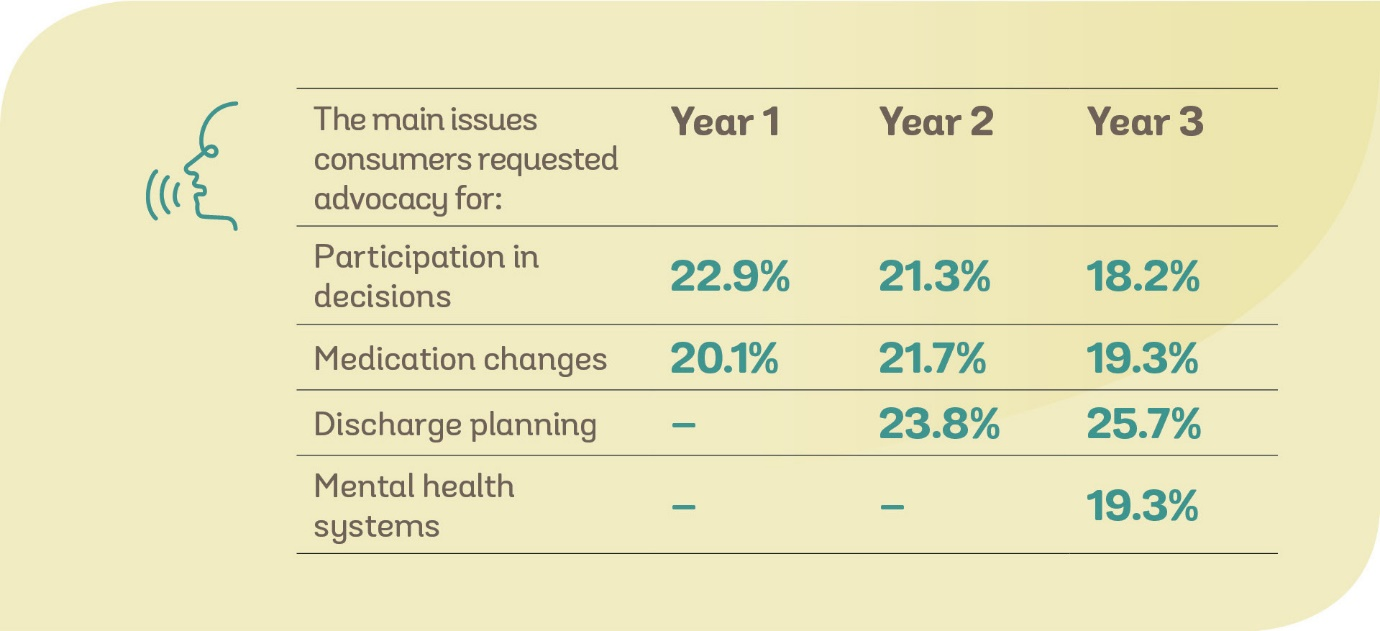 The main issues Year 1 Year 2 Year 3
consumers requested
advocacy for:
Participation in
decisions 22.9% 21.3% 18.2%
Medication changes 20.1% 21.7% 19.3%
Discharge planning – 23.8% 25.7%
Mental health
systems – – 19.3%